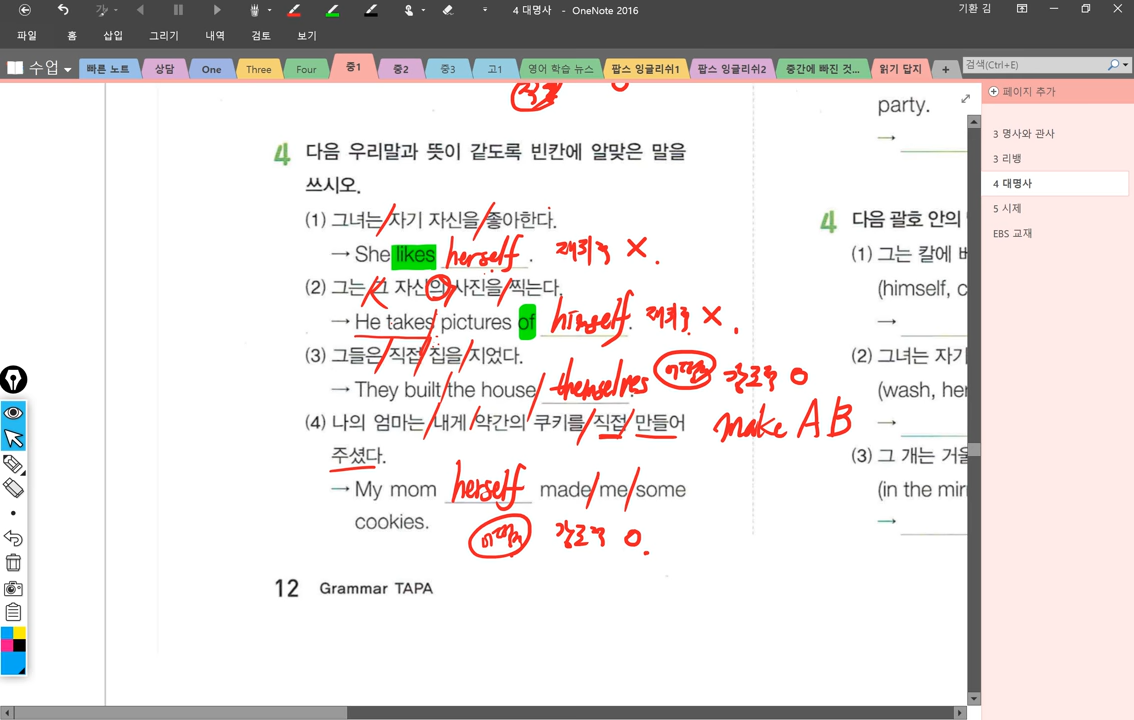 4 대명사 - OneNote 2016
기환 김
파일 홈 삽입 그리기 내역 검토 보기
수업 빠른 노트 상담 One Three Four 중1 중2 중3 고1 영어 학습 뉴스 팝스 잉글리쉬1 팝스 잉글리쉬2 중간에 빠진 것... 읽기 답지 +
검색(Ctrl+E)
페이지 추가
3 명사와 관사
3 리뱅
4 대명사
5 시제
EBS 교재
4 다음 우리말과 뜻이 같도록 빈칸에 알맞은 말을
쓰시오.
(1) 그녀는 / 자기 자신을 / 좋아한다.
→ She likes herself . 재귀적 X.
(2) 그는 그 자신의 사진을 / 찍는다.
→ He takes / pictures of himself. 재귀적 X.
(3) 그들은 / 직접 / 집을 / 지었다.
→ They built / the house / themselves. 강조적 O
(4) 나의 엄마는 / 내게 / 약간의 쿠키를 / 직접 / 만들어
주셨다.
make A B
→ My mom herself made / me / some
cookies.
강조적 O.
12 Grammar TAPA
party.
→
4 다음 괄호 안의
(1) 그는 칼에
(himself, c
→
(2) 그녀는 자기
(wash, her
→
(3) 그 개는 거울
(in the mir
→